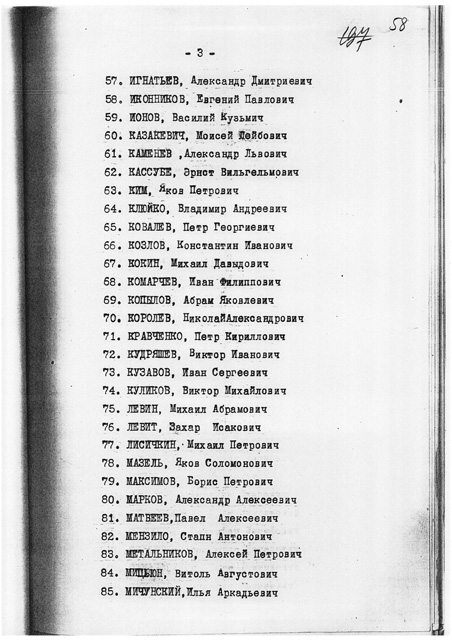 197 58
- 3 -
57. ИГНАТЬЕВ, Александр Дмитриевич
58. ИКОННИКОВ, Евгений Павлович
59. ИОНОВ, Василий Кузьмич
60. КАЗАКЕВИЧ, Моисей Шейбович
61. КАМЕНЕВ ,Александр Львович
62. КАССУБЕ, Эрнст Вильгельмович
63. КИМ, Яков Петрович
64. КЛЮЙКО, Владимир Андреевич
65. КОВАЛЕВ, Петр Георгиевич
66. КОЗЛОВ, Константин Иванович
67. КОКИН, Михаил Давыдович
68. КОМАРЧЕВ, Иван Филиппович
69. КОПЫЛОВ, Абрам Яковлевич
70. КОРОЛЕВ, НиколайАлександрович
71. КРАВЧЕНКО, Петр Кириллович
72. КУДРЯШЕВ, Виктор Иванович
73. КУЗАВОВ, Иван Сергеевич
74. КУЛИКОВ, Виктор Михайлович
75. ЛЕВИН, Михаил Абрамович
76. ЛЕВИТ, Захар Исакович
77. ЛИСИЧКИН, Михаил Петрович
78. МАЗЕЛЬ, Яков Соломонович
79. МАКСИМОВ, Борис Петрович
80. МАРКОВ, Александр Алексеевич
81. МАТВЕЕВ,Павел Алексеевич
82. МЕНЗИЛО, Стапн Антонович
83. МЕТАЛЬНИКОВ, Алексей Петрович
84. МИЦЬЮН, Витоль Августович
85. МИЧУНСКИЙ,Илья Аркадьевич